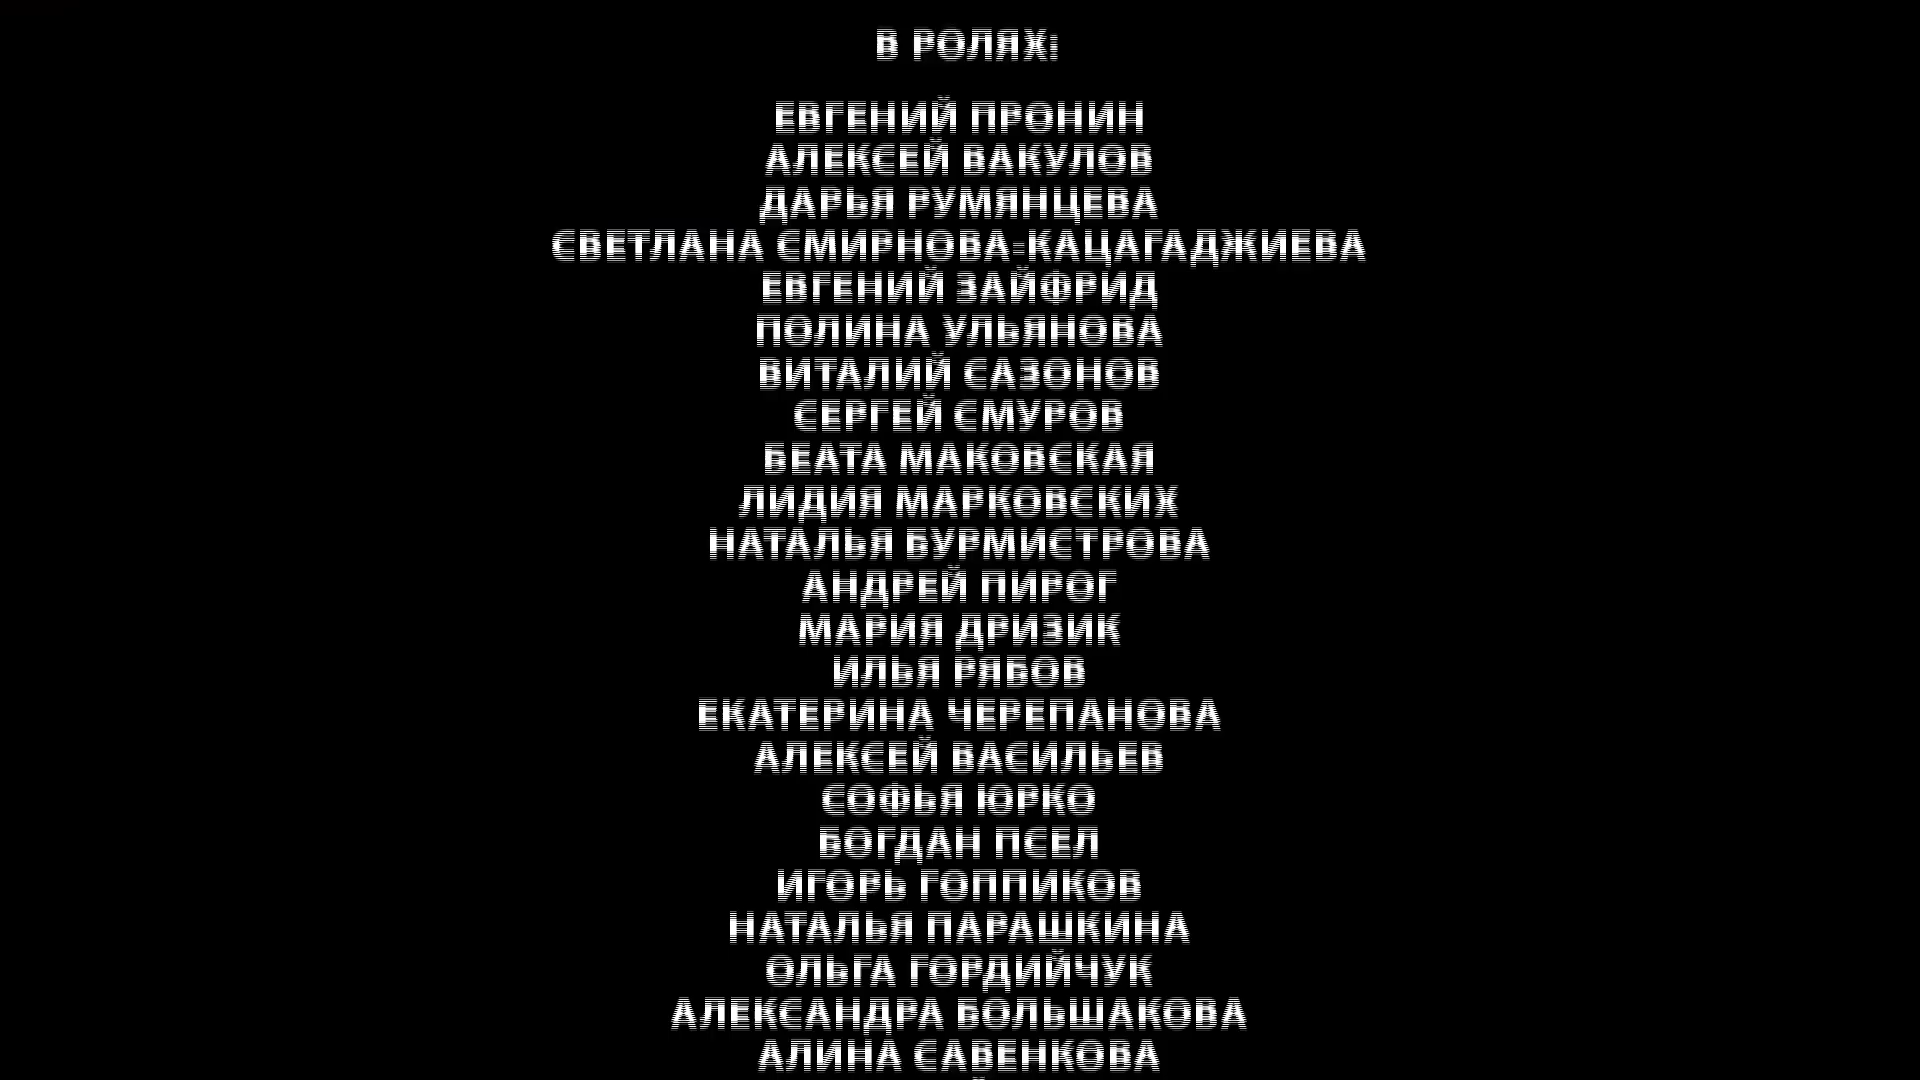 В РОЛЯХ:
ЕВГЕНИЙ ПРОНИН
АЛЕКСЕЙ ВАКУЛОВ
ДАРЬЯ РУМЯНЦЕВА
СВЕТЛАНА СМИРНОВА-КАЦАГАДЖИЕВА
ЕВГЕНИЙ ЗАЙФРИД
ПОЛИНА УЛЬЯНОВА
ВИТАЛИЙ САЗОНОВ
СЕРГЕЙ СМУРОВ
БЕАТА МАКОВСКАЯ
ЛИДИЯ МАРКОВСКИХ
НАТАЛЬЯ БУРМИСТРОВА
АНДРЕЙ ПИРОГ
МАРИЯ ДРИЗИК
ИЛЬЯ РЯБОВ
ЕКАТЕРИНА ЧЕРЕПАНОВА
АЛЕКСЕЙ ВАСИЛЬЕВ
СОФЬЯ ЮРКО
БОГДАН ПСЕЛ
ИГОРЬ ГОППИКОВ
НАТАЛЬЯ ПАРАШКИНА
ОЛЬГА ГОРДИЙЧУК
АЛЕКСАНДРА БОЛЬШАКОВА
АЛИНА САВЕНКОВА